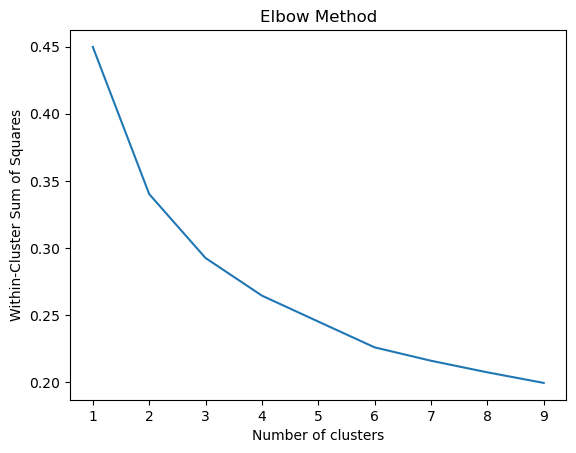 Elbow Method
Within-Cluster Sum of Squares
0.45
0.40
0.35
0.30
0.25
0.20
1 2 3 4 5 6 7 8 9
Number of clusters